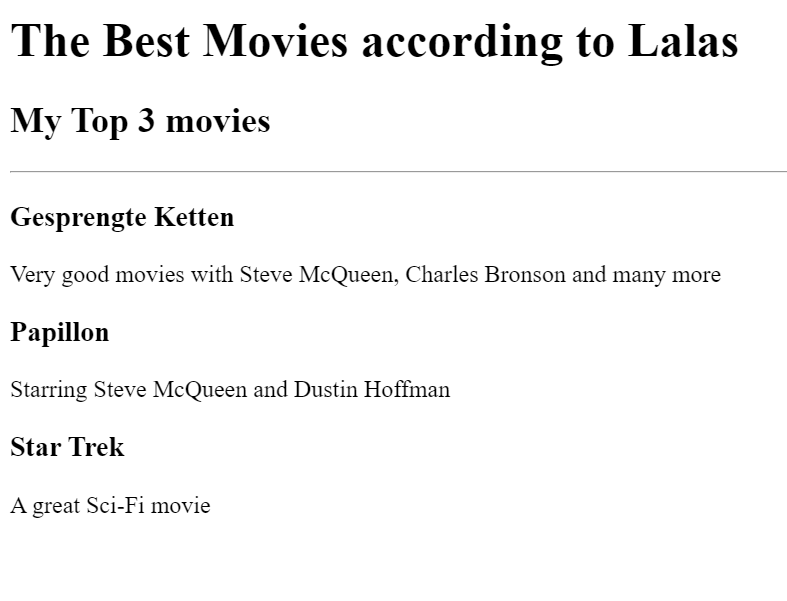 The Best Movies according to Lalas
My Top 3 movies
Gesprengte Ketten
Very good movies with Steve McQueen, Charles Bronson and many more
Papillon
Starring Steve McQueen and Dustin Hoffman
Star Trek
A great Sci-Fi movie